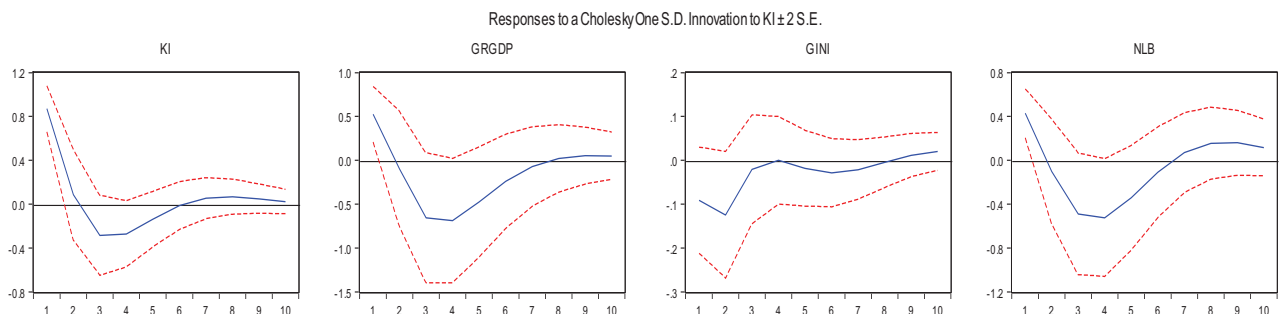 Responses to a Cholesky One S.D. Innovation to KI ± 2 S.E.
KI
1.2
0.8
0.4
0.0
-0.4
-0.8
1 2 3 4 5 6 7 8 9 10
GRGDP
1.0
0.5
0.0
-0.5
-1.0
-1.5
1 2 3 4 5 6 7 8 9 10
GINI
.2
.1
.0
-.1
-.2
-.3
1 2 3 4 5 6 7 8 9 10
NLB
0.8
0.4
0.0
-0.4
-0.8
-1.2
1 2 3 4 5 6 7 8 9 10